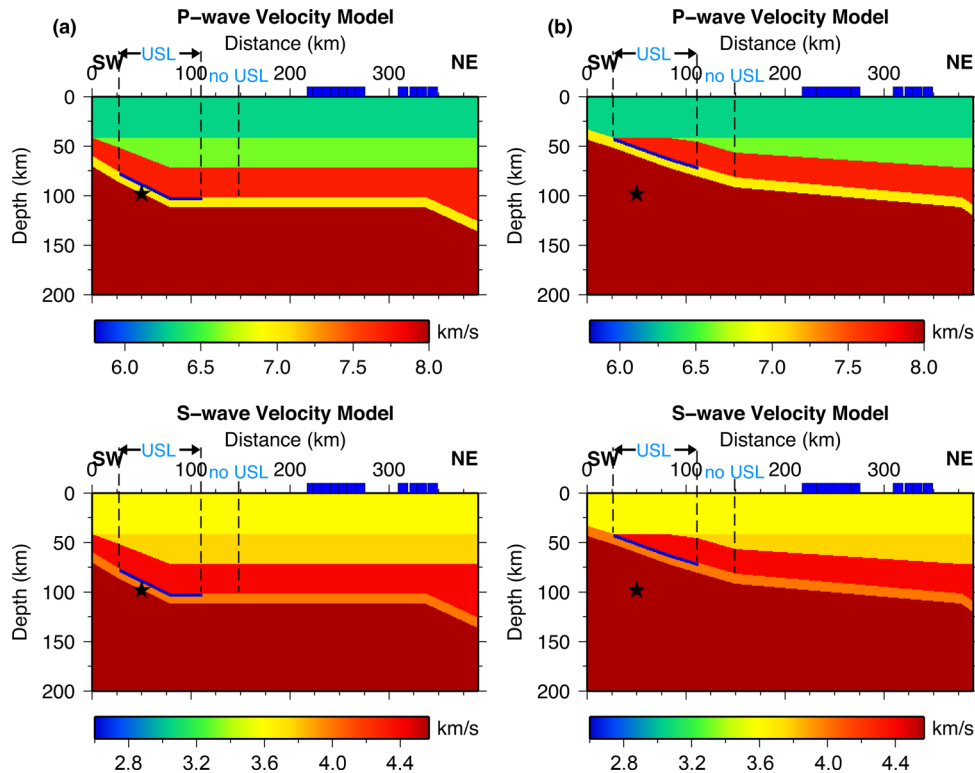 (a)
P-wave Velocity Model
Distance (km)
SW USL NE
0 100 200 300
no USL
Depth (km)
0
50
100
150
200
km/s
6.0 6.5 7.0 7.5 8.0
(b)
P-wave Velocity Model
Distance (km)
SW USL NE
0 100 200 300
no USL
Depth (km)
0
50
100
150
200
km/s
6.0 6.5 7.0 7.5 8.0
S-wave Velocity Model
Distance (km)
SW USL NE
0 100 200 300
no USL
Depth (km)
0
50
100
150
200
km/s
2.8 3.2 3.6 4.0 4.4
S-wave Velocity Model
Distance (km)
SW USL NE
0 100 200 300
no USL
Depth (km)
0
50
100
150
200
km/s
2.8 3.2 3.6 4.0 4.4